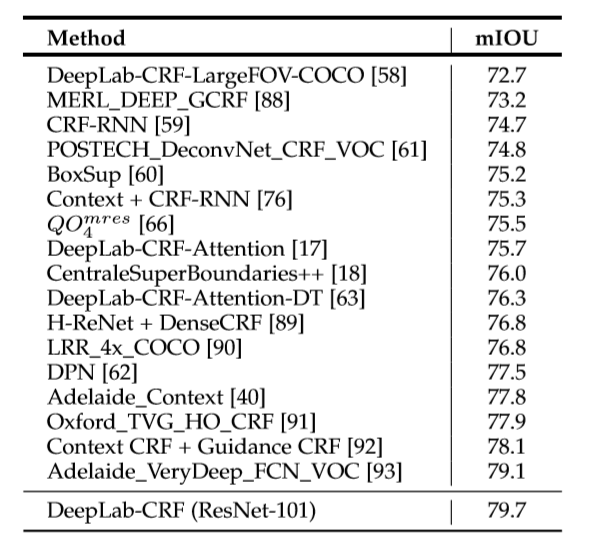 Method mIOU
DeepLab-CRF-LargeFOV-COCO [58] 72.7
MERL_DEEP_GCRF [88] 73.2
CRF-RNN [59] 74.7
POSTECH_DeconvNet_CRF_VOC [61] 74.8
BoxSup [60] 75.2
Context + CRF-RNN [76] 75.3
QO₄ᵐʳᵉˢ [66] 75.5
DeepLab-CRF-Attention [17] 75.7
CentraleSuperBoundaries++ [18] 76.0
DeepLab-CRF-Attention-DT [63] 76.3
H-ReNet + DenseCRF [89] 76.8
LRR_4x_COCO [90] 76.8
DPN [62] 77.5
Adelaide_Context [40] 77.8
Oxford_TVG_HO_CRF [91] 77.9
Context CRF + Guidance CRF [92] 78.1
Adelaide_VeryDeep_FCN_VOC [93] 79.1
DeepLab-CRF (ResNet-101) 79.7